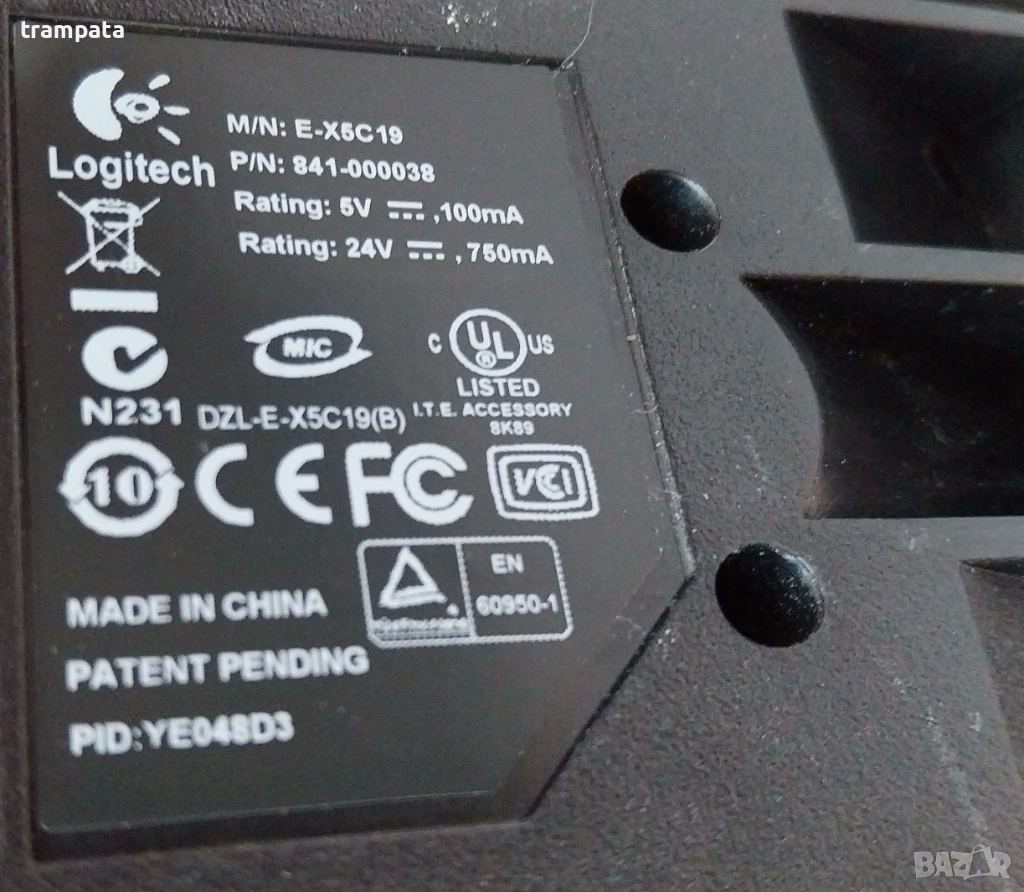 trampata
Logitech
M/N: E-X5C19
P/N: 841-000038
Rating: 5V ⎓, 100mA
Rating: 24V ⎓, 750mA
MIC
C UL® US
LISTED
I.T.E. ACCESSORY
8K89
N231
DZL-E-X5C19(B)
10
CE FC
VCI
EN
60950-1
MADE IN CHINA
PATENT PENDING
PID:YE048D3
BAZAR